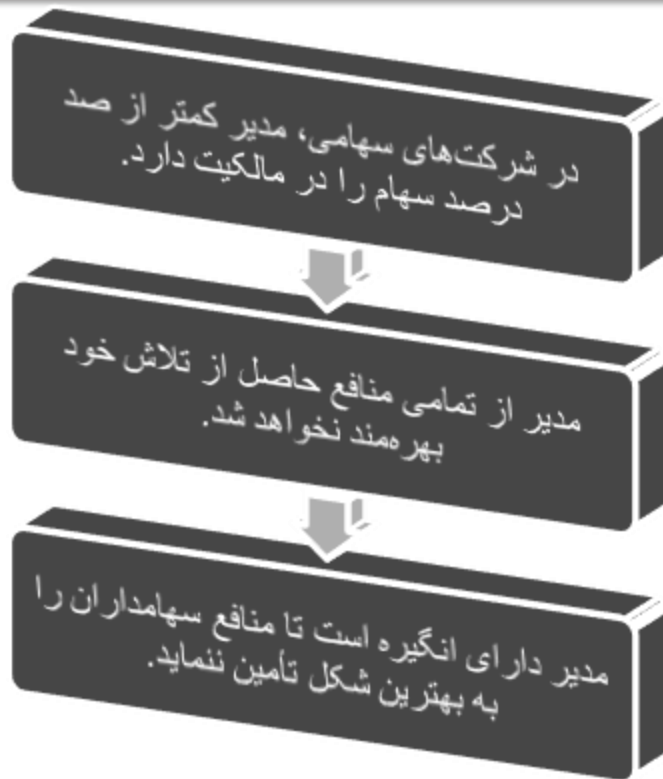 در شرکت‌های سهامی، مدیر کمتر از صد
درصد سهام را در مالکیت دارد.
مدیر از تمامی منافع حاصل از تلاش خود
بهره‌مند نخواهد شد.
مدیر دارای انگیره است تا منافع سهامداران را
به بهترین شکل تأمین ننماید.